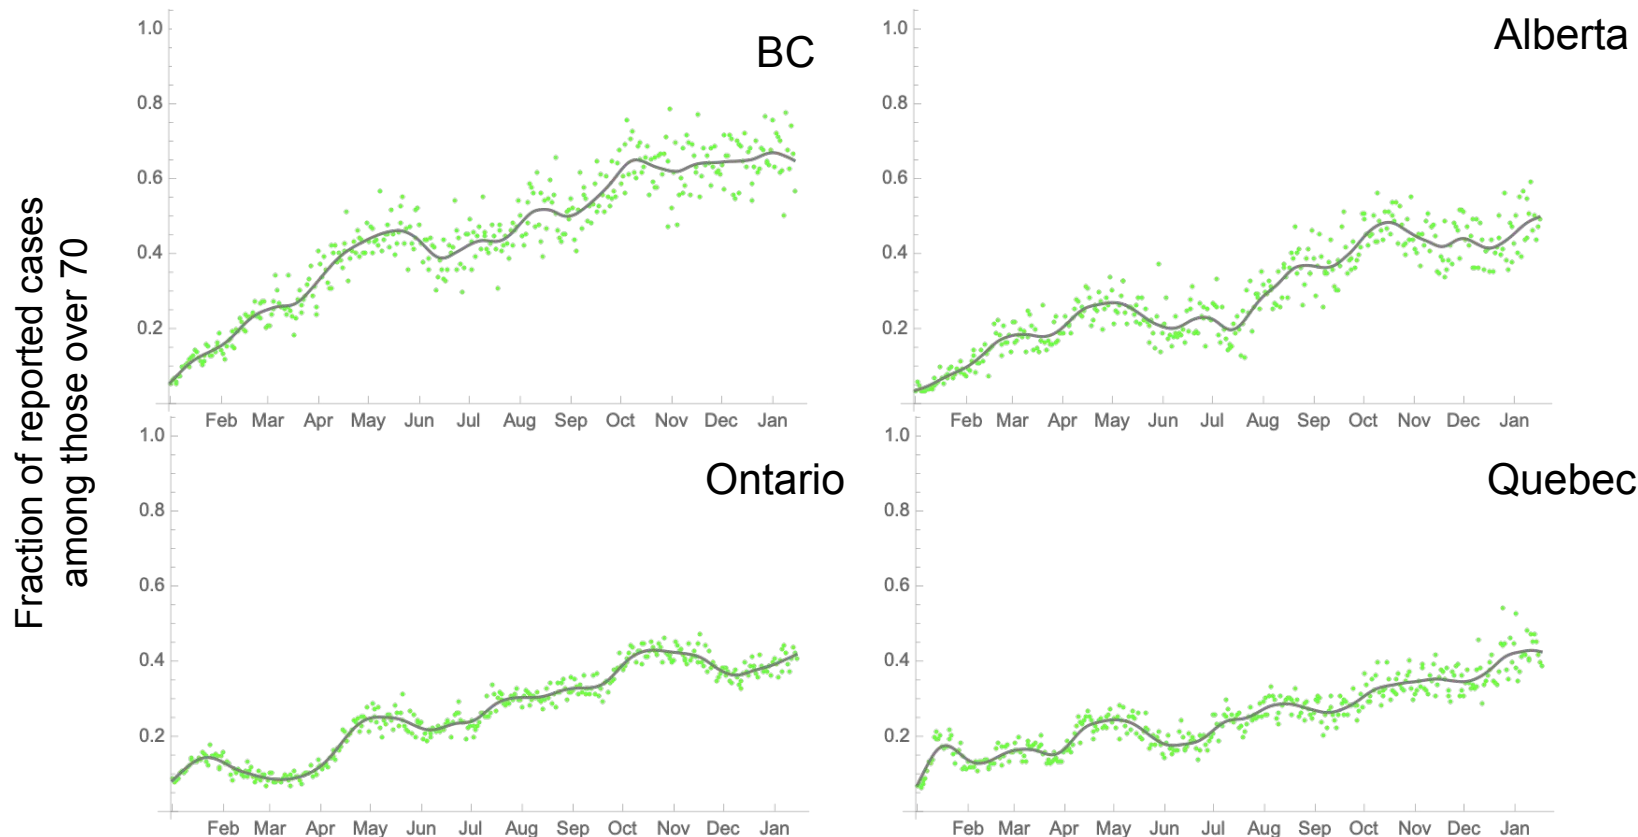 Fraction of reported cases
among those over 70
BC
1.0
0.8
0.6
0.4
0.2
Feb Mar Apr May Jun Jul Aug Sep Oct Nov Dec Jan
Alberta
1.0
0.8
0.6
0.4
0.2
Feb Mar Apr May Jun Jul Aug Sep Oct Nov Dec Jan
Ontario
1.0
0.8
0.6
0.4
0.2
Feb Mar Apr May Jun Jul Aug Sep Oct Nov Dec Jan
Quebec
1.0
0.8
0.6
0.4
0.2
Feb Mar Apr May Jun Jul Aug Sep Oct Nov Dec Jan